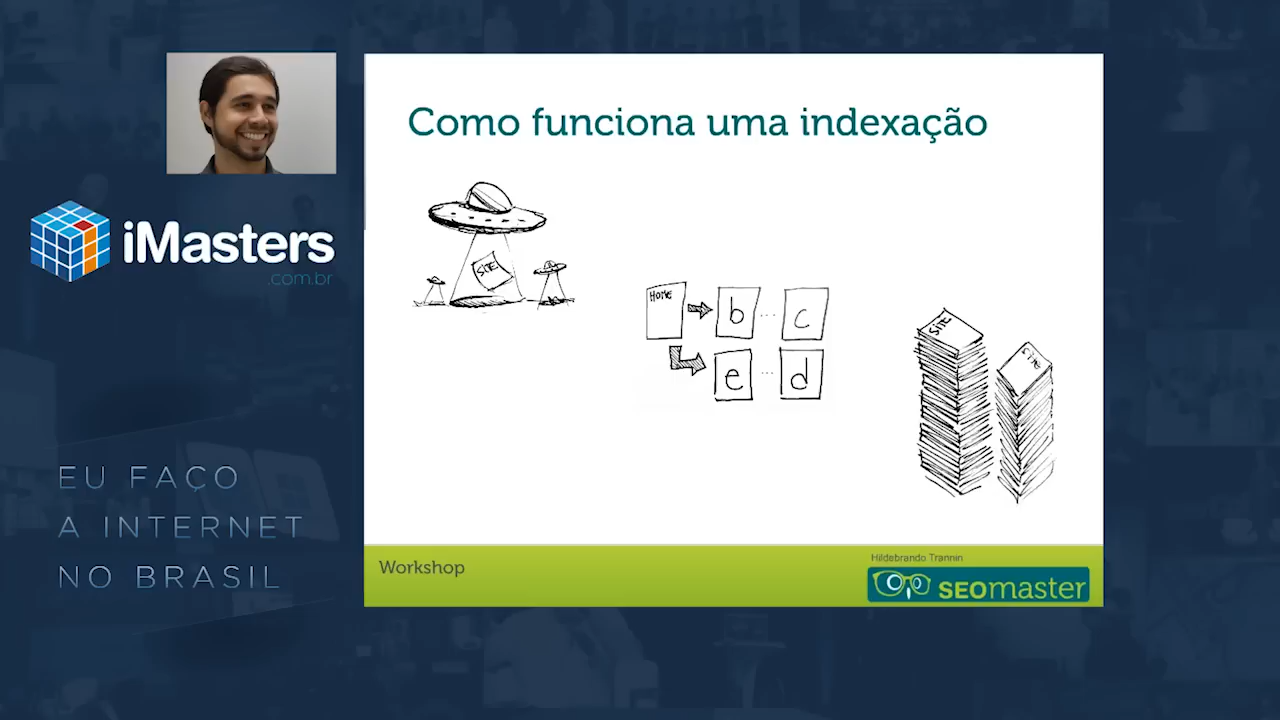 iMasters
.com.br
EU FAÇO
A INTERNET
NO BRASIL
Como funciona uma indexação
SITE
HOME
b
c
e
d
SITE
SITE
Workshop
Hildebrando Trannin
SEOmaster